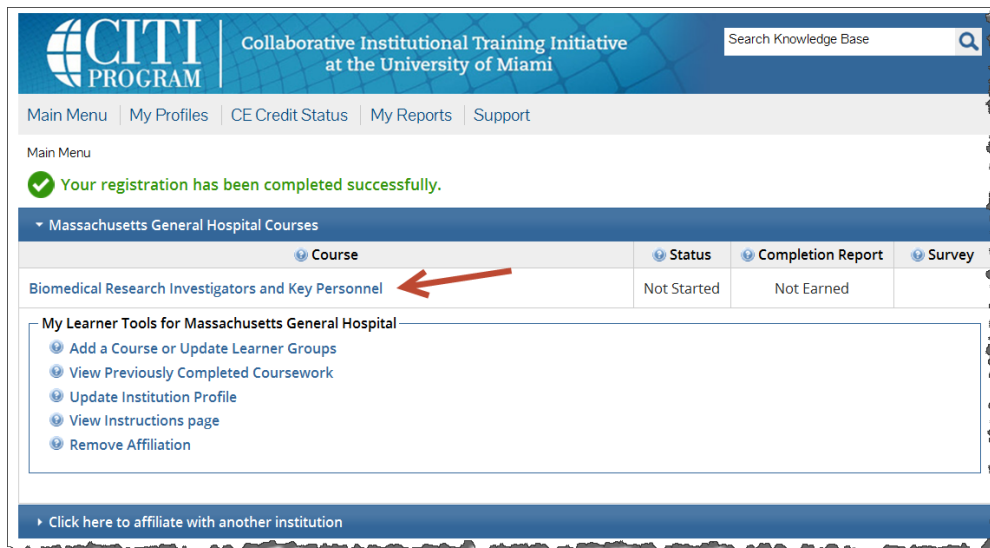 CITI
PROGRAM
Collaborative Institutional Training Initiative
at the University of Miami
Search Knowledge Base
Main Menu My Profiles CE Credit Status My Reports Support
Main Menu
Your registration has been completed successfully.
Massachusetts General Hospital Courses
Course Status Completion Report Survey
Biomedical Research Investigators and Key Personnel Not Started Not Earned
My Learner Tools for Massachusetts General Hospital
Add a Course or Update Learner Groups
View Previously Completed Coursework
Update Institution Profile
View Instructions page
Remove Affiliation
Click here to affiliate with another institution